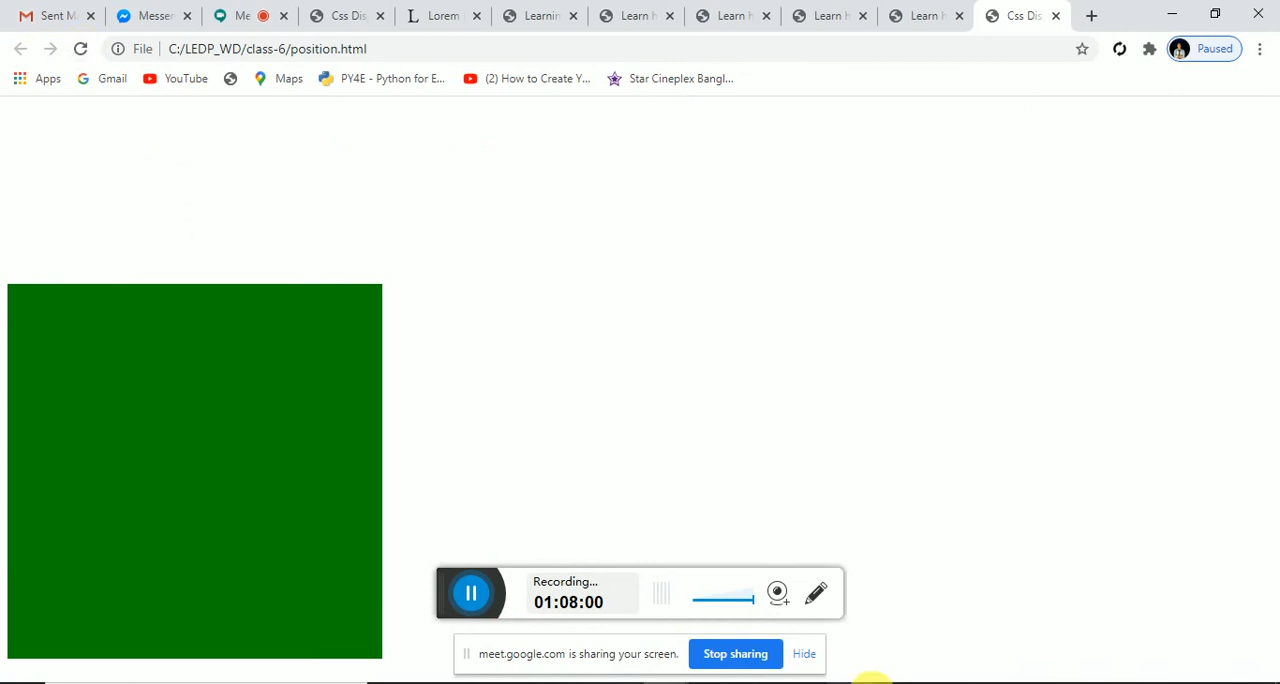 Sent M Messen Me Css Dis Lorem Learnin Learn h Learn h Learn h Learn h Css Dis
File C:/LEDP_WD/class-6/position.html Paused
Apps Gmail YouTube Maps PY4E - Python for E... (2) How to Create Y... Star Cineplex Bangl...
Recording...
01:08:00
meet.google.com is sharing your screen. Stop sharing Hide